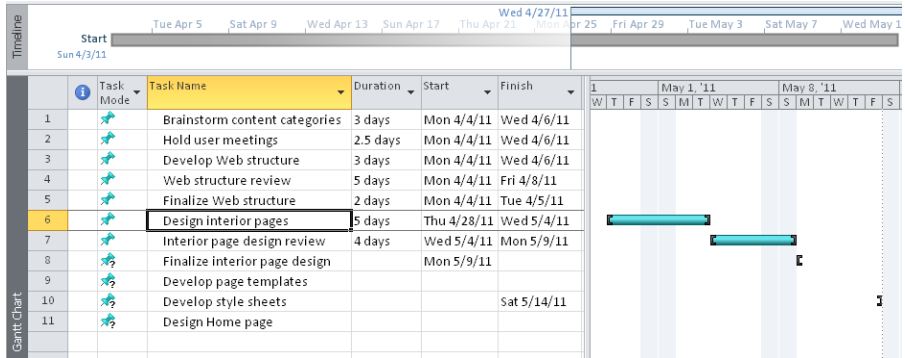 Wed 4/27/11
Tue Apr 5 Sat Apr 9 Wed Apr 13 Sun Apr 17 Thu Apr 21 Mon Apr 25 Fri Apr 29 Tue May 3 Sat May 7 Wed May 1
Timeline
Start
Sun 4/3/11
Task Mode Task Name Duration Start Finish
1 May 1, '11 May 8, '11
W T F S S M T W T F S S M T W T F S
1 Brainstorm content categories 3 days Mon 4/4/11 Wed 4/6/11
2 Hold user meetings 2.5 days Mon 4/4/11 Wed 4/6/11
3 Develop Web structure 3 days Mon 4/4/11 Wed 4/6/11
4 Web structure review 5 days Mon 4/4/11 Fri 4/8/11
5 Finalize Web structure 2 days Mon 4/4/11 Tue 4/5/11
6 Design interior pages 5 days Thu 4/28/11 Wed 5/4/11
7 Interior page design review 4 days Wed 5/4/11 Mon 5/9/11
8 ? Finalize interior page design Mon 5/9/11
9 ? Develop page templates
10 ? Develop style sheets Sat 5/14/11
11 ? Design Home page
Gantt Chart